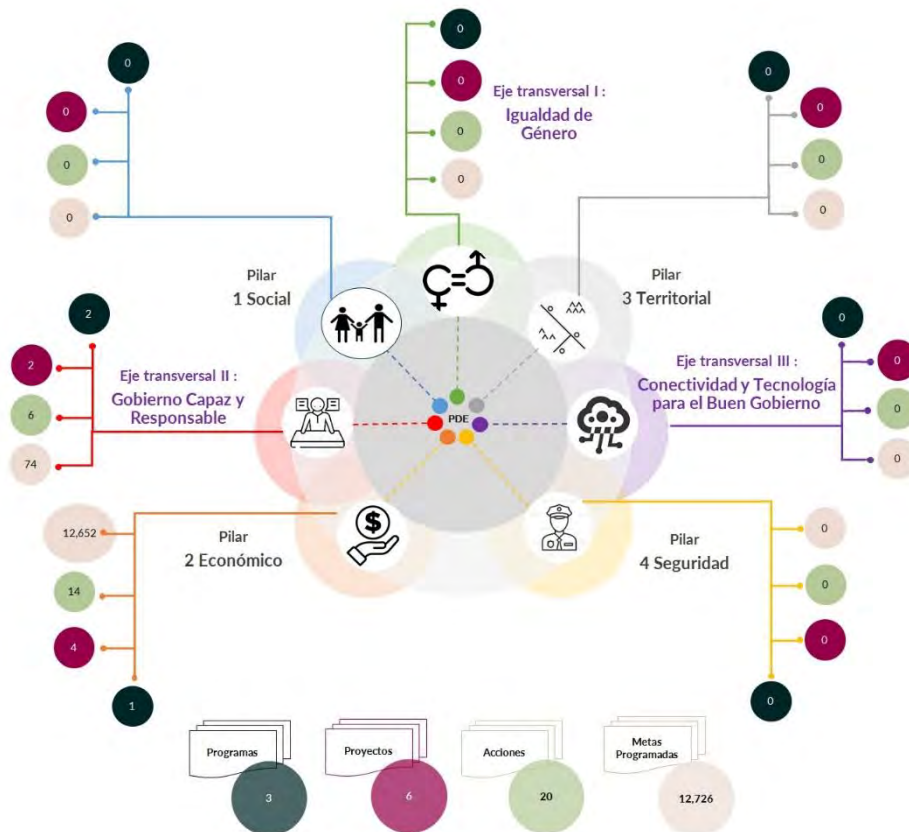 0
0
0
0
0
0
0
0
Eje transversal I :
Igualdad de
Género
0
0
0
0
Pilar
1 Social
Pilar
3 Territorial
2
2
6
74
Eje transversal II :
Gobierno Capaz y
Responsable
PDE
Eje transversal III :
Conectividad y Tecnología
para el Buen Gobierno
0
0
0
0
12,652
14
4
1
Pilar
2 Económico
$
Pilar
4 Seguridad
0
0
0
0
Programas
3
Proyectos
6
Acciones
20
Metas
Programadas
12,726